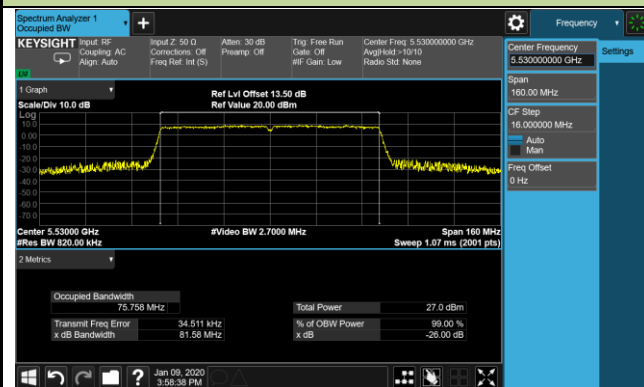 Spectrum Analyzer 1
Occupied BW
Frequency
KEYSIGHT
Input: RF
Coupling: AC
Align: Auto
Input Z: 50 Ω
Corrections: Off
Freq Ref: Int (S)
Atten: 30 dB
Preamp: Off
Trig: Free Run
Gate: Off
#IF Gain: Low
Center Freq: 5.530000000 GHz
Avg|Hold:>10/10
Radio Std: None
Center Frequency
5.53000000 GHz
Settings
Span
160.00 MHz
CF Step
16.000000 MHz
Auto
Man
Freq Offset
0 Hz
1 Graph
Scale/Div 10.0 dB
Ref Lvl Offset 13.50 dB
Ref Value 20.00 dBm
Log
10.0
0.00
-10.0
-20.0
-30.0
-40.0
-50.0
-60.0
-70.0
Center 5.53000 GHz
#Res BW 820.00 kHz
#Video BW 2.7000 MHz
Span 160 MHz
Sweep 1.07 ms (2001 pts)
2 Metrics
Occupied Bandwidth
75.758 MHz
Total Power 27.0 dBm
Transmit Freq Error 34.511 kHz
% of OBW Power 99.00 %
x dB Bandwidth 81.58 MHz
x dB -26.00 dB
Jan 09, 2020
3:58:38 PM